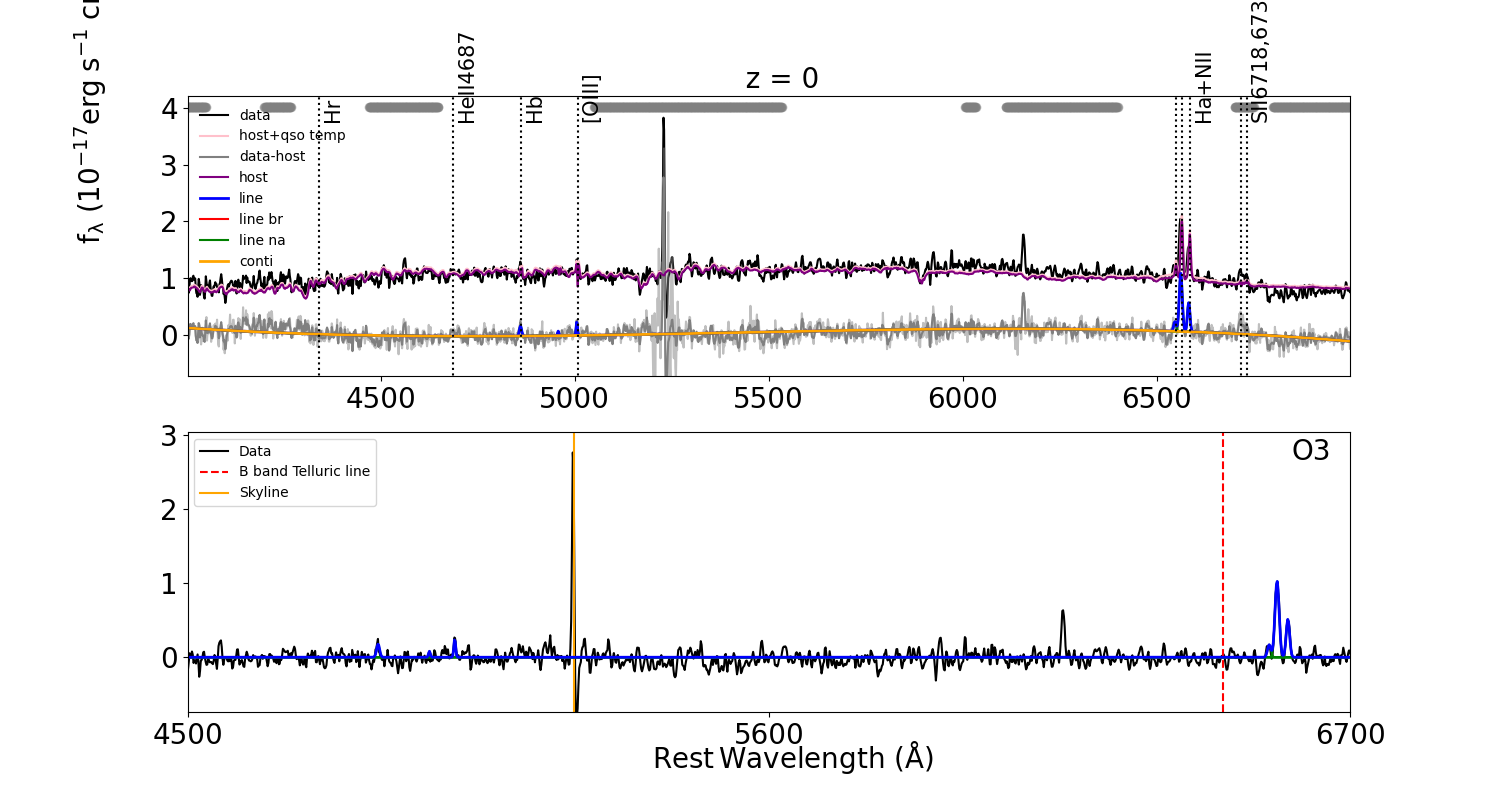 z = 0
f_λ (10^−17 erg s^−1 c
Hr
HeII4687
Hb
[OIII]
Ha+NII
SII6718,673
4
3
2
1
0
data
host+qso temp
data-host
host
line
line br
line na
conti
4500 5000 5500 6000 6500
3
2
1
0
Data
B band Telluric line
Skyline
O3
4500 5600 6700
Rest Wavelength (Å)